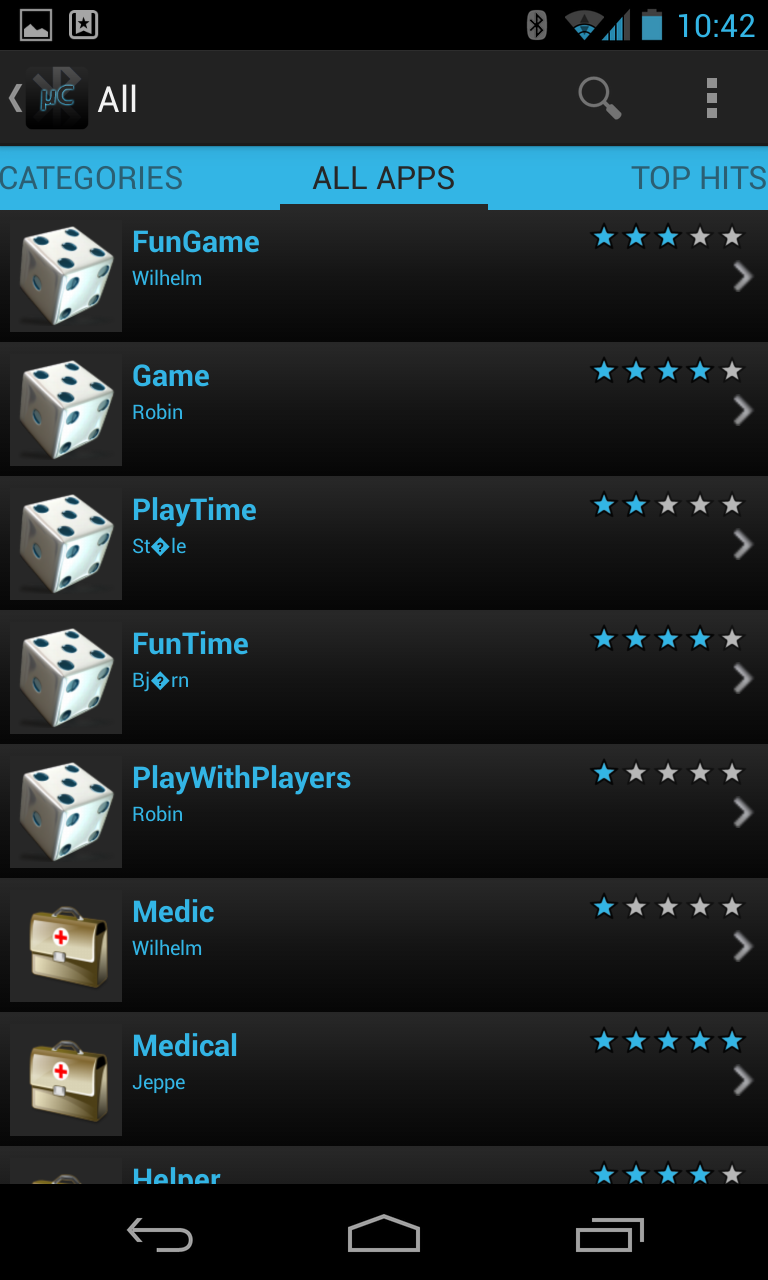 10:42
μC All
CATEGORIES ALL APPS TOP HITS
FunGame
Wilhelm
Game
Robin
PlayTime
St�le
FunTime
Bj�rn
PlayWithPlayers
Robin
Medic
Wilhelm
Medical
Jeppe
Helper